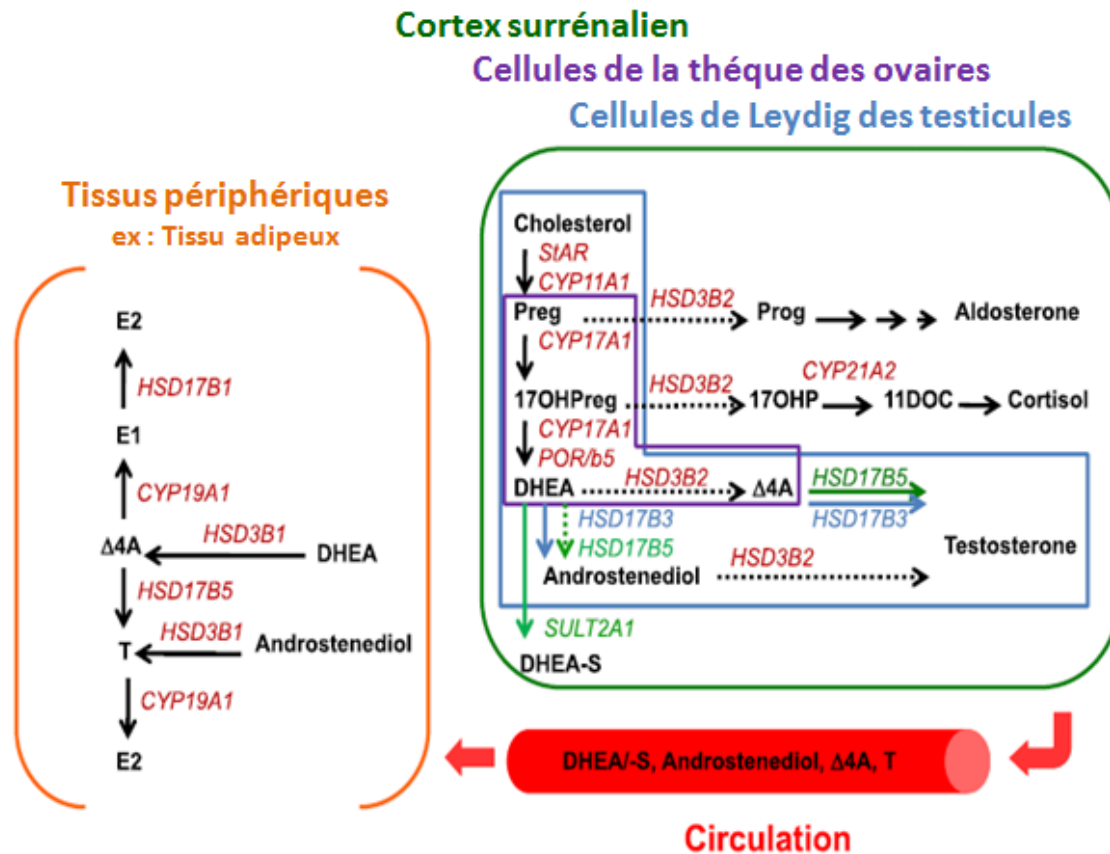 Cortex surrénalien
Cellules de la théque des ovaires
Cellules de Leydig des testicules
Tissus périphériques
ex : Tissu adipeux
E2
HSD17B1
E1
CYP19A1
Δ4A
HSD3B1
DHEA
HSD17B5
T
HSD3B1
Androstenediol
CYP19A1
E2
Cholesterol
StAR
CYP11A1
Preg
HSD3B2
Prog
Aldosterone
CYP17A1
17OHPreg
HSD3B2
17OHP
CYP21A2
11DOC
Cortisol
CYP17A1
POR/b5
DHEA
HSD3B2
Δ4A
HSD17B5
HSD17B3
Testosterone
HSD17B3
HSD17B5
Androstenediol
HSD3B2
SULT2A1
DHEA-S
DHEA/-S, Androstenediol, Δ4A, T
Circulation